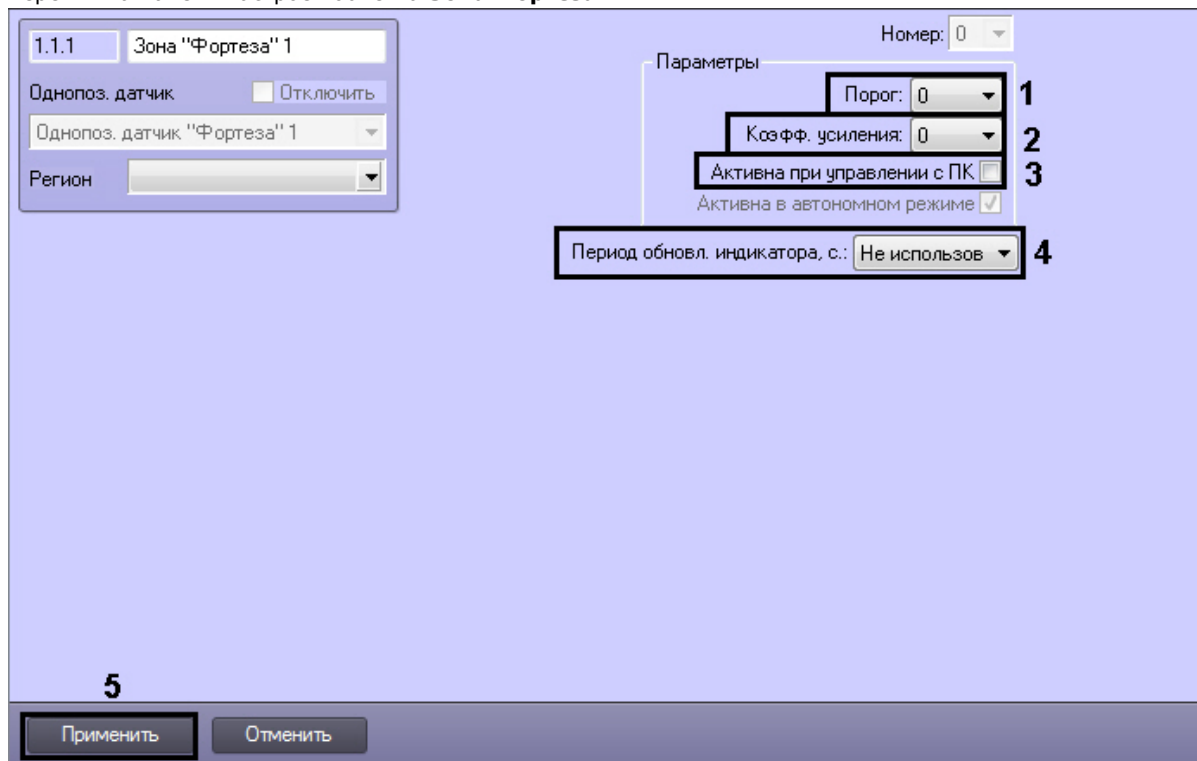 1.1.1 Зона "Фортеза" 1
Однопоз. датчик Отключить
Однопоз. датчик "Фортеза" 1
Регион
Номер: 0
Параметры
Порог: 0 1
Коэфф. усиления: 0 2
Активна при управлении с ПК 3
Активна в автономном режиме
Период обновл. индикатора, с.: Не использов 4
5
Применить Отменить